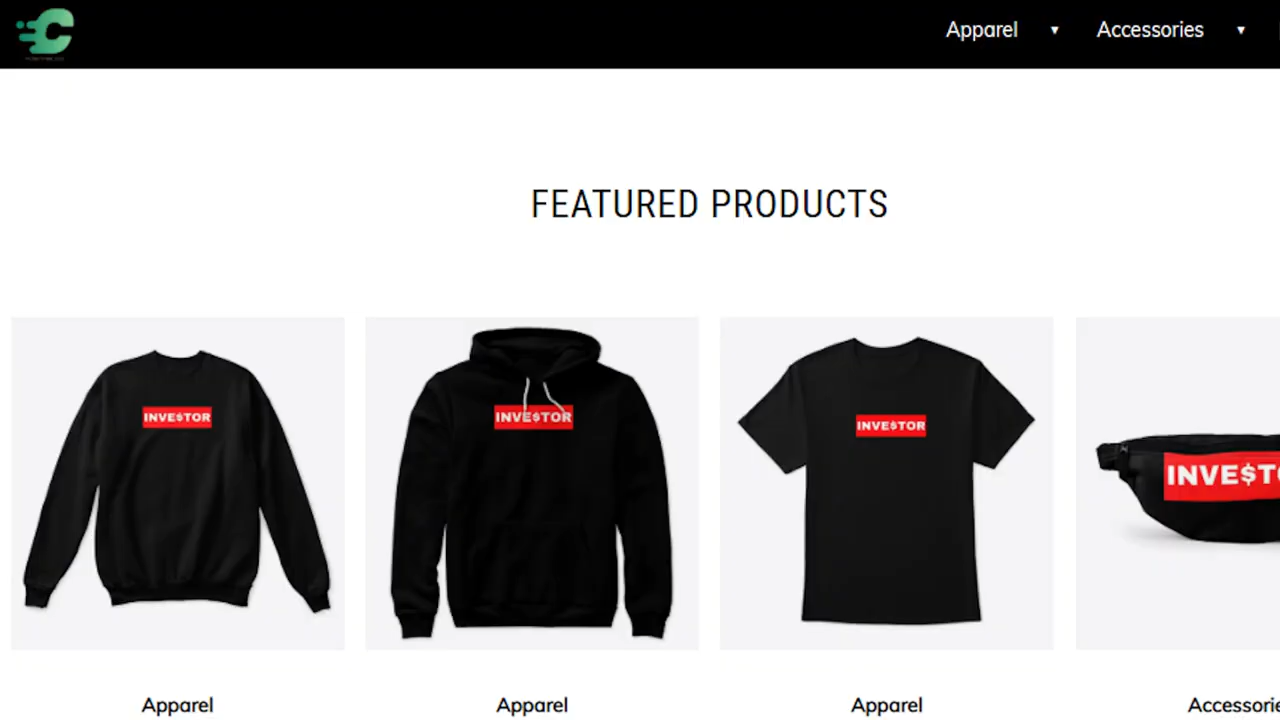 Apparel ▼ Accessories ▼
FEATURED PRODUCTS
INVE$TOR
INVE$TOR
INVE$TOR
INVE$TO
Apparel
Apparel
Apparel
Accessorie